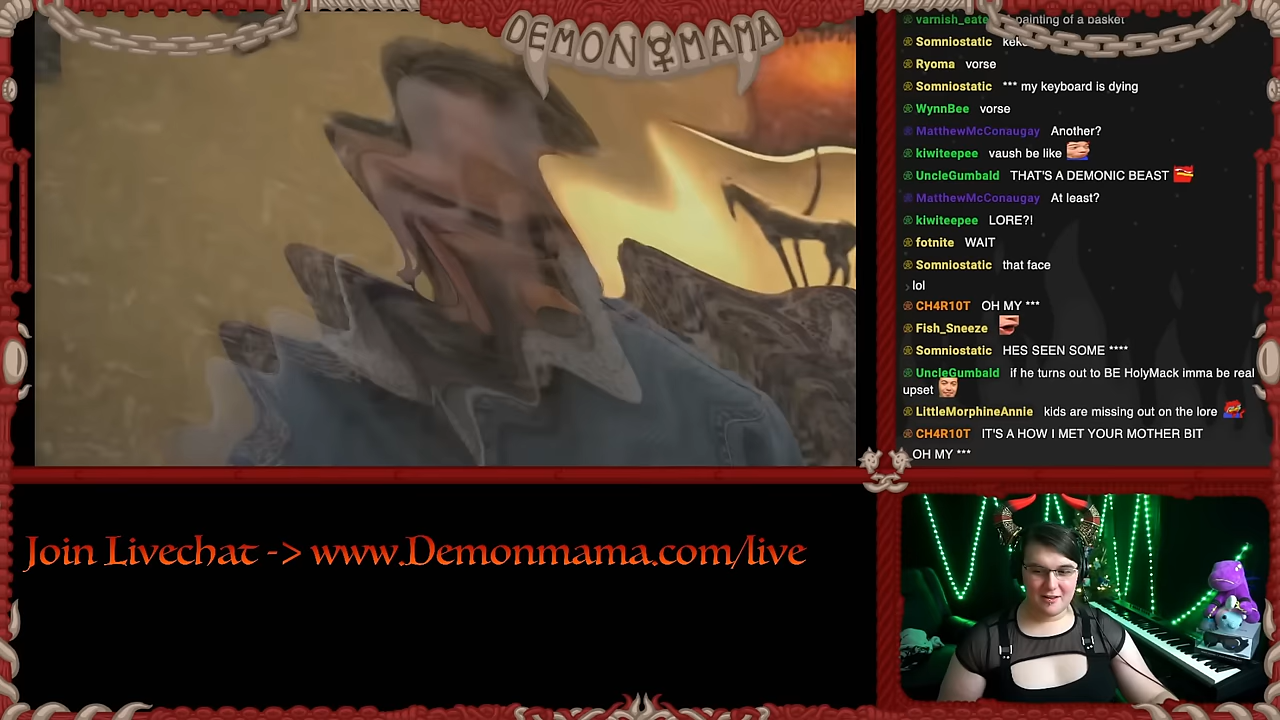 DEMON MAMA
varnish_eate painting of a basket
Somniostatic
Ryoma vorse
Somniostatic *** my keyboard is dying
WynnBee vorse
MatthewMcConaugay Another?
kiwiteepee vaush be like
UncleGumbald THAT'S A DEMONIC BEAST
MatthewMcConaugay At least?
kiwiteepee LORE?!
fotnite WAIT
Somniostatic that face
lol
CH4R10T OH MY ***
Fish_Sneeze
Somniostatic HES SEEN SOME ****
UncleGumbald if he turns out to BE HolyMack imma be real
upset
LittleMorphineAnnie kids are missing out on the lore
CH4R10T IT'S A HOW I MET YOUR MOTHER BIT
OH MY ***
Join Livechat -> www.Demonmama.com/live